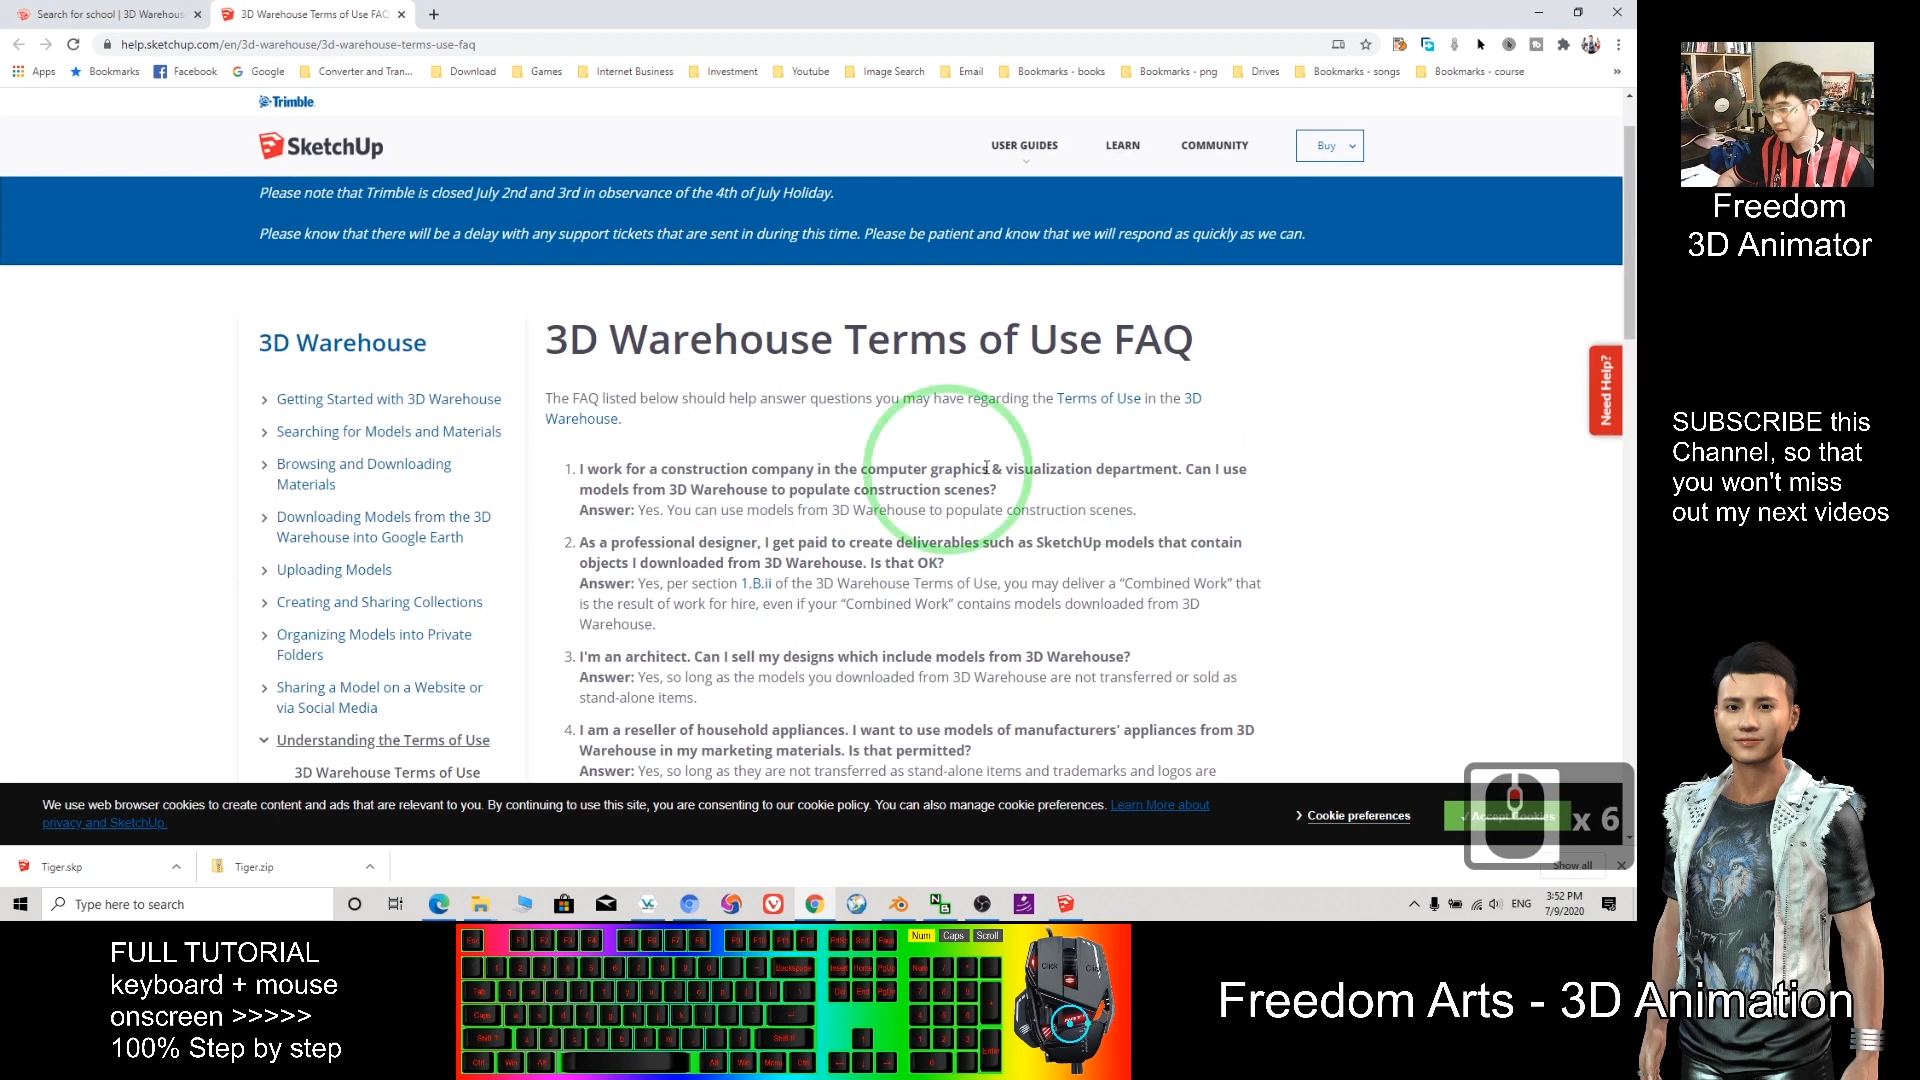 Search for school | 3D Warehouse
3D Warehouse Terms of Use FAQ
help.sketchup.com/en/3d-warehouse/3d-warehouse-terms-use-faq
Apps
Bookmarks
Facebook
Google
Converter and Tran...
Download
Games
Internet Business
Investment
Youtube
Image Search
Email
Bookmarks - books
Bookmarks - png
Drives
Bookmarks - songs
Bookmarks - course
»
Trimble
SketchUp
USER GUIDES
LEARN
COMMUNITY
Buy
Please note that Trimble is closed July 2nd and 3rd in observance of the 4th of July Holiday.
Please know that there will be a delay with any support tickets that are sent in during this time. Please be patient and know that we will respond as quickly as we can.
3D Warehouse
Getting Started with 3D Warehouse
Searching for Models and Materials
Browsing and Downloading
Materials
Downloading Models from the 3D
Warehouse into Google Earth
Uploading Models
Creating and Sharing Collections
Organizing Models into Private
Folders
Sharing a Model on a Website or
via Social Media
Understanding the Terms of Use
3D Warehouse Terms of Use
3D Warehouse Terms of Use FAQ
The FAQ listed below should help answer questions you may have regarding the Terms of Use in the 3D
Warehouse.
1. I work for a construction company in the computer graphics & visualization department. Can I use
models from 3D Warehouse to populate construction scenes?
Answer: Yes. You can use models from 3D Warehouse to populate construction scenes.
2. As a professional designer, I get paid to create deliverables such as SketchUp models that contain
objects I downloaded from 3D Warehouse. Is that OK?
Answer: Yes, per section 1.B.ii of the 3D Warehouse Terms of Use, you may deliver a “Combined Work” that
is the result of work for hire, even if your “Combined Work” contains models downloaded from 3D
Warehouse.
3. I'm an architect. Can I sell my designs which include models from 3D Warehouse?
Answer: Yes, so long as the models you downloaded from 3D Warehouse are not transferred or sold as
stand-alone items.
4. I am a reseller of household appliances. I want to use models of manufacturers' appliances from 3D
Warehouse in my marketing materials. Is that permitted?
Answer: Yes, so long as they are not transferred as stand-alone items and trademarks and logos are
Need Help?
We use web browser cookies to create content and ads that are relevant to you. By continuing to use this site, you are consenting to our cookie policy. You can also manage cookie preferences. Learn More about
privacy and SketchUp.
Cookie preferences
✓ Accept Cookies
x 6
Tiger.skp
Tiger.zip
Show all
Type here to search
ENG
3:52 PM
7/9/2020
Freedom
3D Animator
SUBSCRIBE this
Channel, so that
you won't miss
out my next videos
FULL TUTORIAL
keyboard + mouse
onscreen >>>>>
100% Step by step
Num
Caps
Scroll
Click
Freedom Arts - 3D Animation